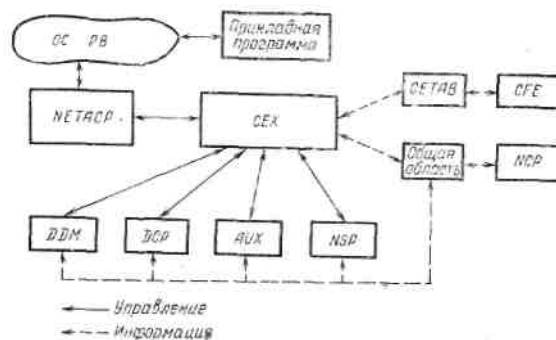 ОС РВ
Прикладная
программа
NETACP
CEX
CETAB
CFE
Общая
область
NCP
DDM
DCP
AUX
NSP
Управление
Информация